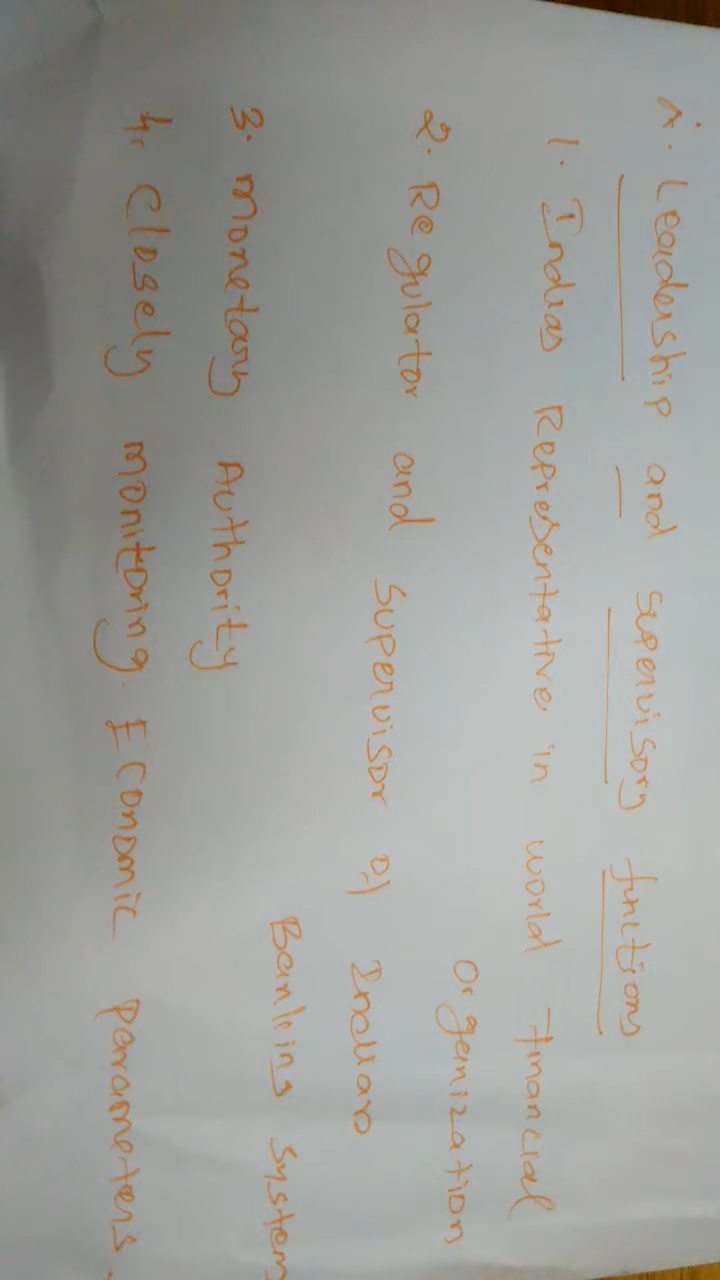 A. Leadership and supervisory functions
1. Indias Representative in world Financial
Organization
2. Regulator and Supervisor of Indian
Banking System
3. Monetary Authority
4. Closely monitoring Economic Parameters.